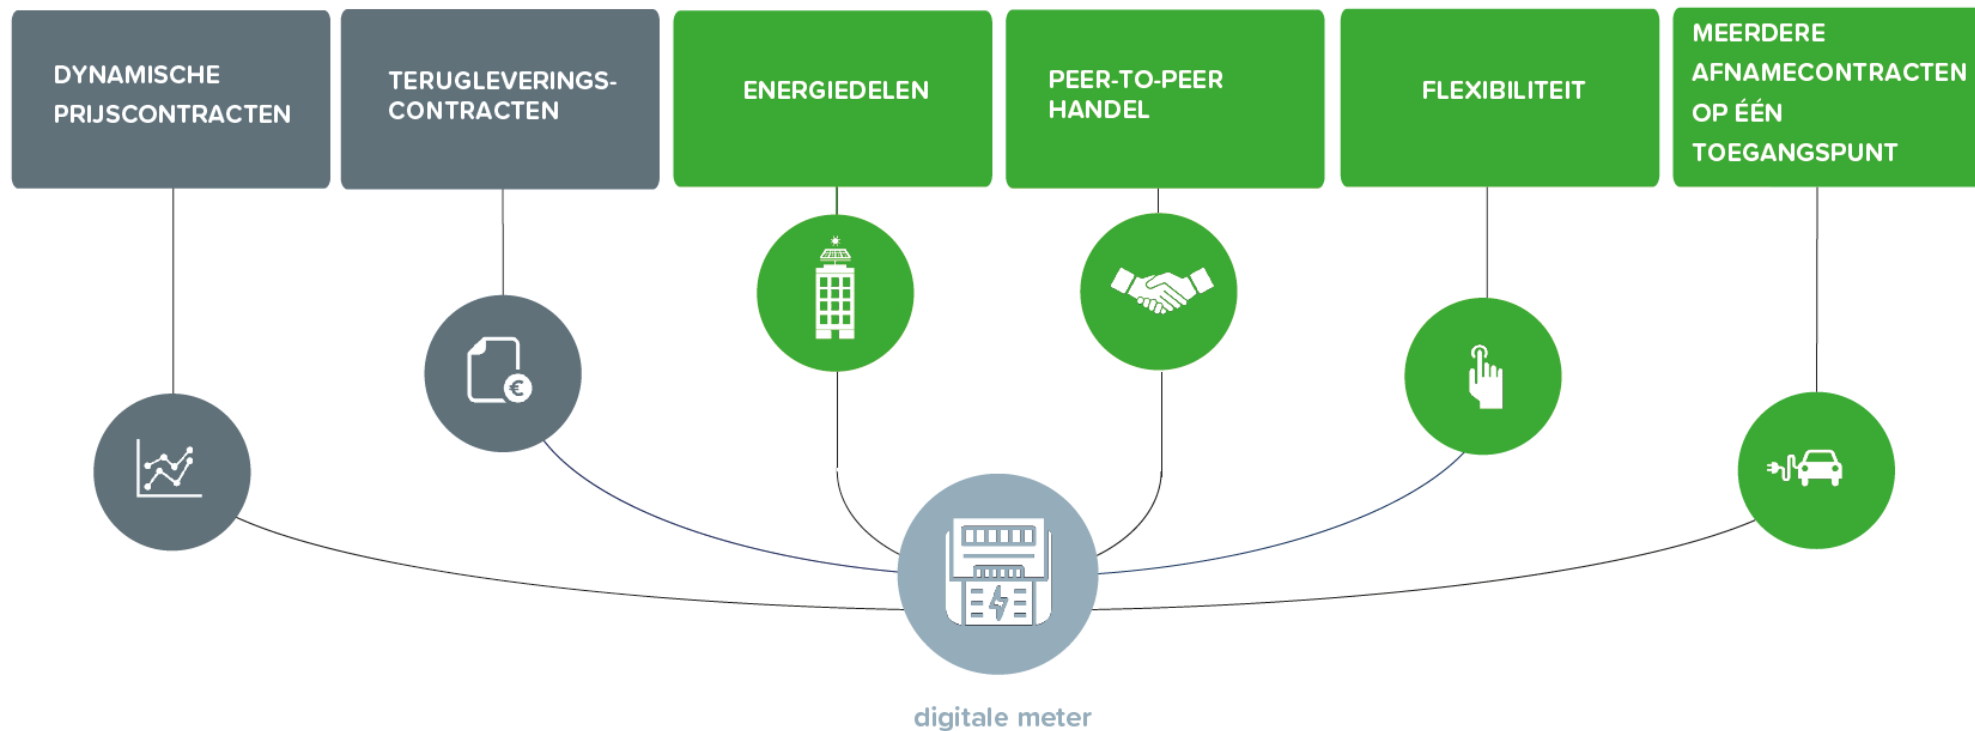 DYNAMISCHE
PRIJSCONTRACTEN
TERUGLEVERINGS-
CONTRACTEN
ENERGIEDELEN
PEER-TO-PEER
HANDEL
FLEXIBILITEIT
MEERDERE
AFNAMECONTRACTEN
OP ÉÉN
TOEGANGSPUNT
€
digitale meter